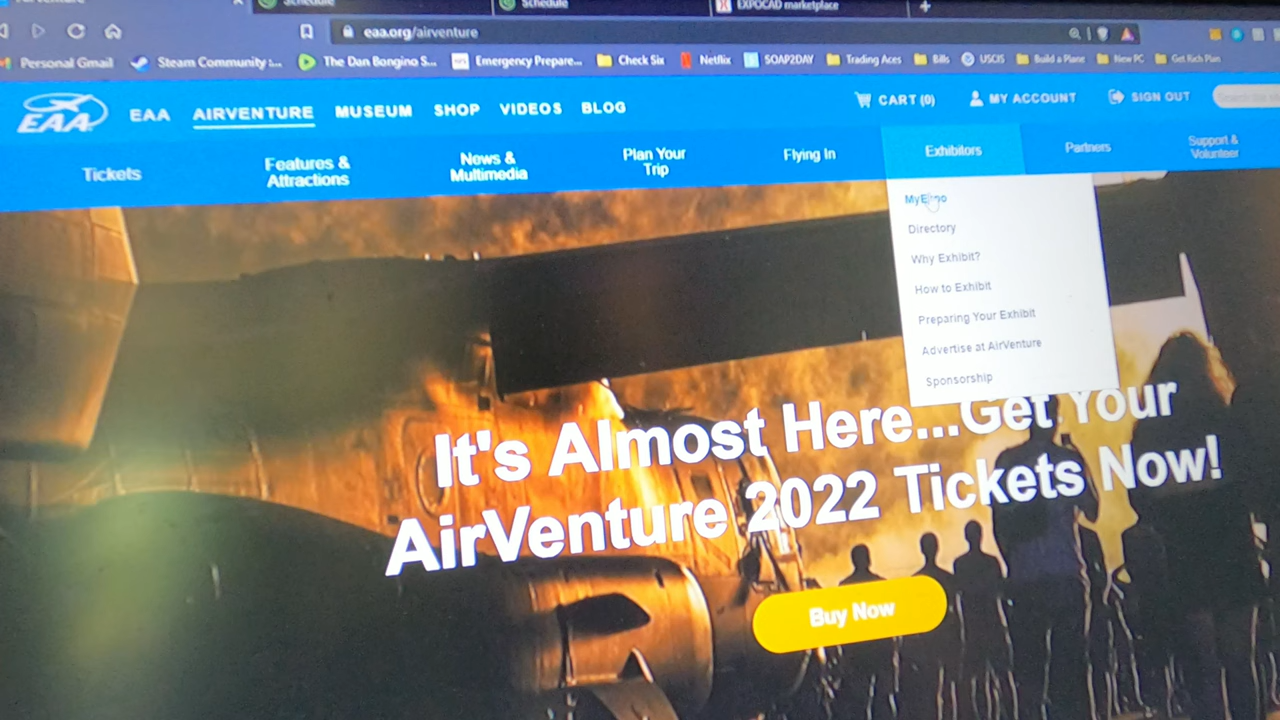 Schedule
Schedule
EXPOCAD marketplace
eaa.org/airventure
Personal Gmail
Steam Community :...
The Dan Bongino S...
Emergency Prepare...
Check Six
Netflix
SOAP2DAY
Trading Aces
Bills
USCIS
Build a Plane
New PC
Get Rich Plan
EAA
EAA
AIRVENTURE
MUSEUM
SHOP
VIDEOS
BLOG
CART (0)
MY ACCOUNT
SIGN OUT
Tickets
Features &
Attractions
News &
Multimedia
Plan Your
Trip
Flying In
Exhibitors
Partners
Support &
Volunteer
Directory
Why Exhibit?
How to Exhibit
Preparing Your Exhibit
Advertise at AirVenture
Sponsorship
It's Almost Here...Get Your
AirVenture 2022 Tickets Now!
Buy Now